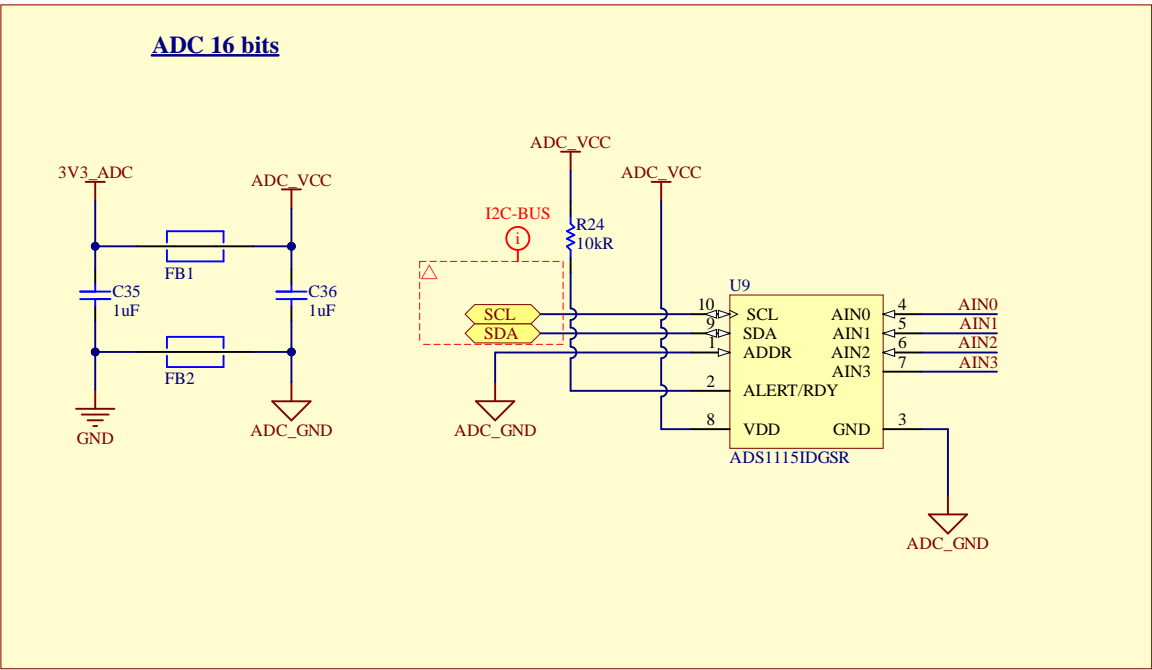 ADC 16 bits
3V3_ADC
ADC_VCC
FB1
C35
1uF
C36
1uF
FB2
GND
ADC_GND
ADC_VCC
ADC_VCC
I2C-BUS
i
R24
10kR
SCL
SDA
ADC_GND
U9
10 SCL
9 SDA
1 ADDR
2 ALERT/RDY
8 VDD
AIN0 4 AIN0
AIN1 5 AIN1
AIN2 6 AIN2
AIN3 7 AIN3
GND 3
ADS1115IDGSR
ADC_GND